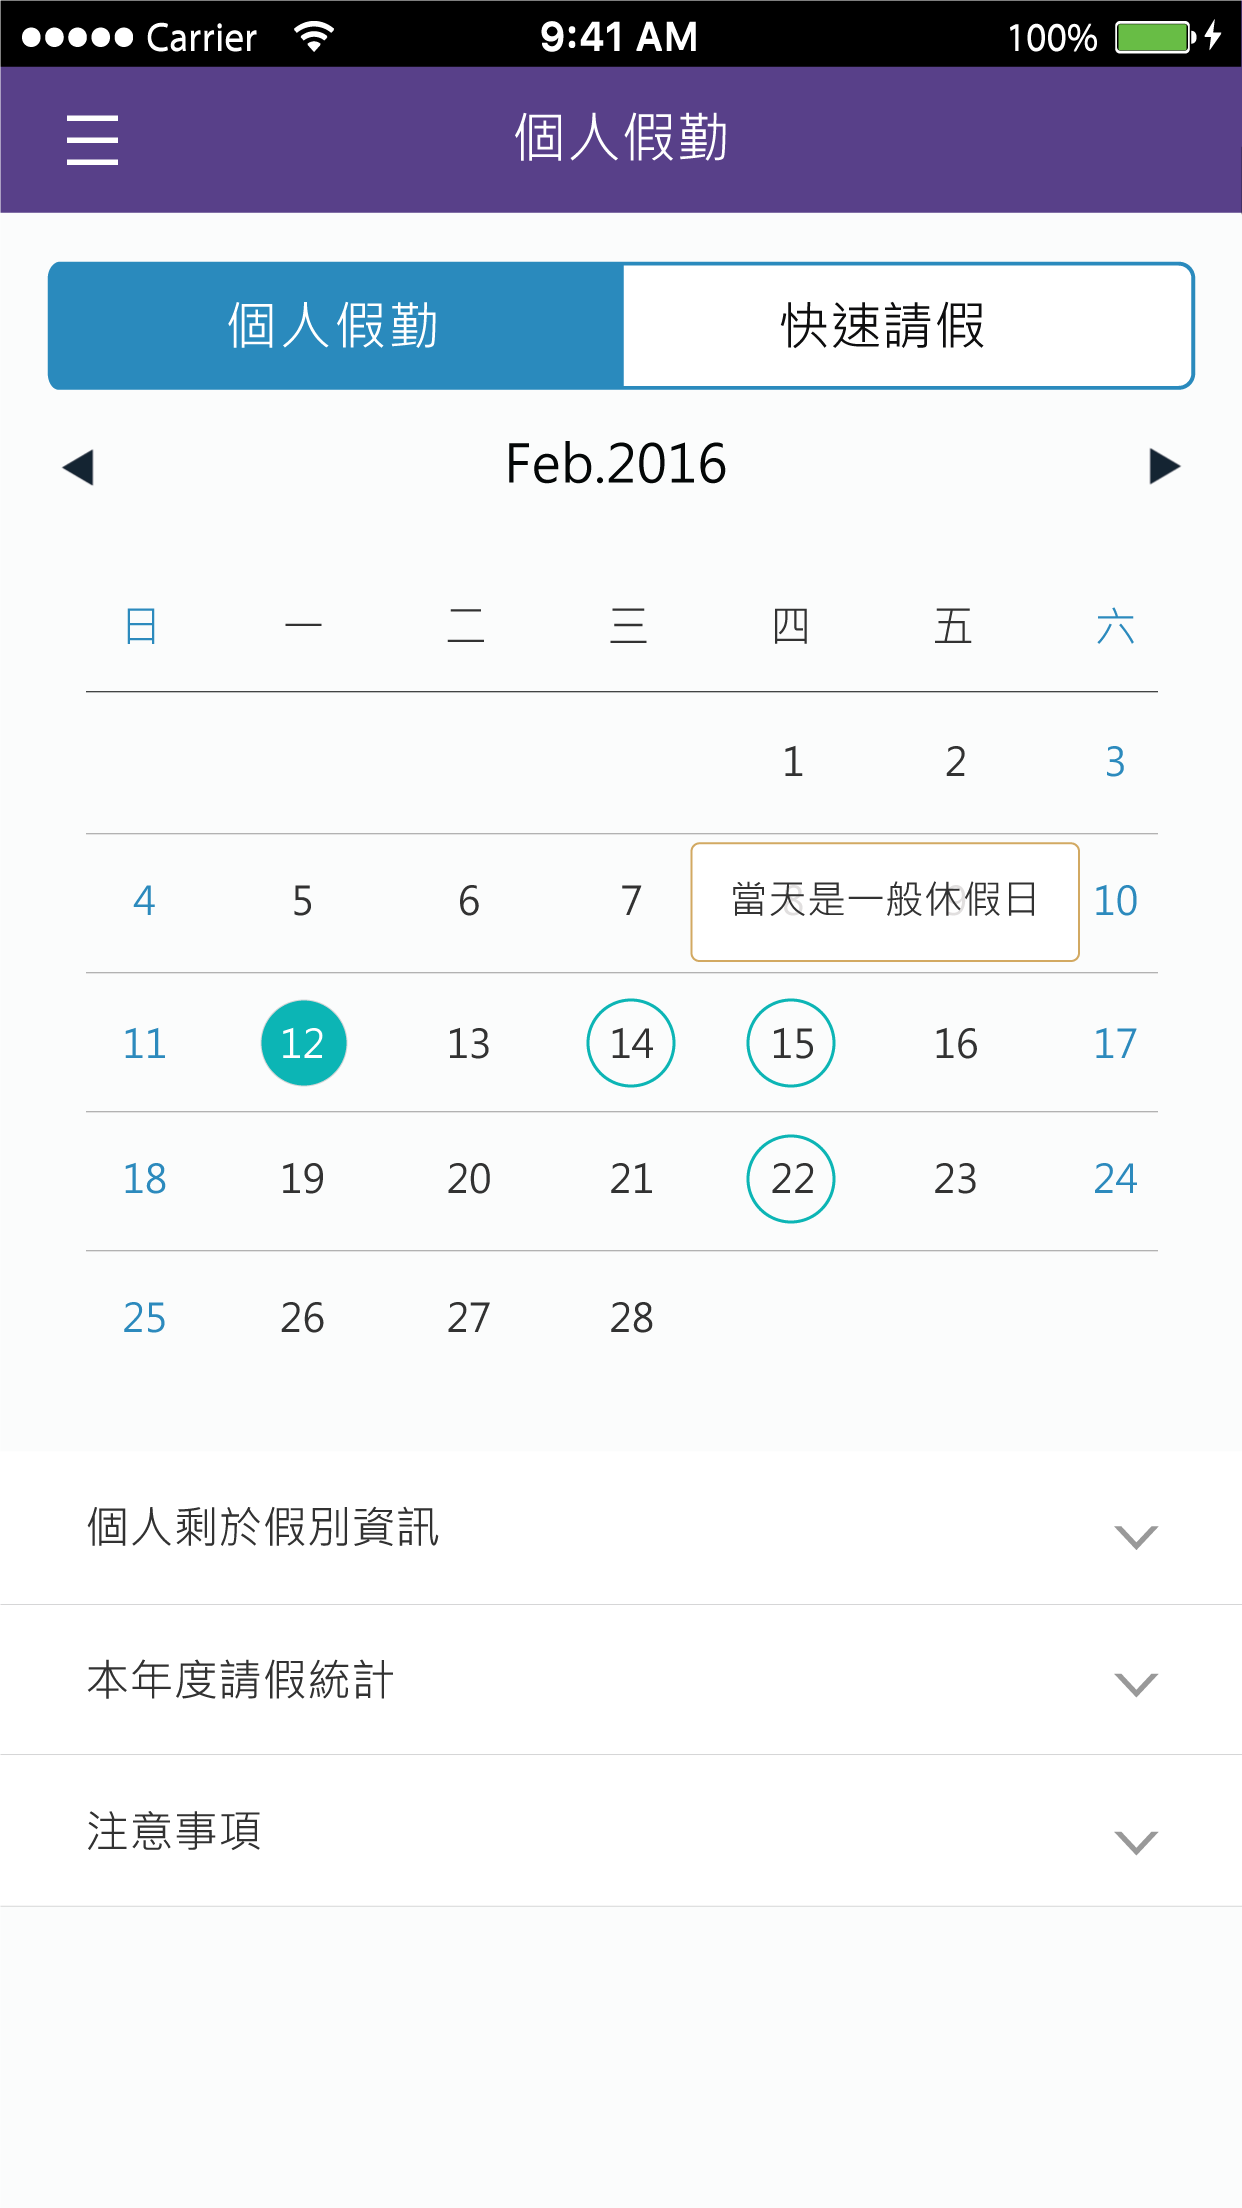 Carrier 9:41 AM 100%
個人假勤
個人假勤 快速請假
Feb.2016
日 一 二 三 四 五 六
1 2 3
4 5 6 7 8 9 10
當天是一般休假日
11 12 13 14 15 16 17
18 19 20 21 22 23 24
25 26 27 28
個人剩於假別資訊
本年度請假統計
注意事項